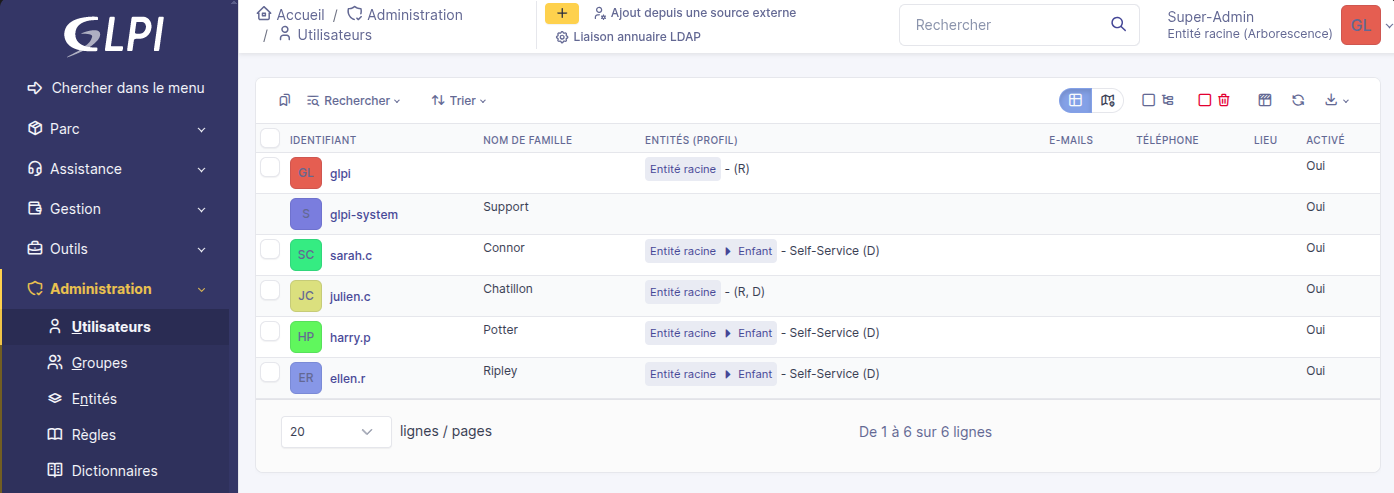 GLPI
Chercher dans le menu
Parc
Assistance
Gestion
Outils
Administration
Utilisateurs
Groupes
Entités
Règles
Dictionnaires
Accueil / Administration
/ Utilisateurs
+ Ajout depuis une source externe
Liaison annuaire LDAP
Rechercher
Super-Admin
Entité racine (Arborescence)
GL
Rechercher Trier
IDENTIFIANT NOM DE FAMILLE ENTITÉS (PROFIL) E-MAILS TÉLÉPHONE LIEU ACTIVÉ
GL glpi Entité racine - (R) Oui
S glpi-system Support Oui
SC sarah.c Connor Entité racine Enfant - Self-Service (D) Oui
JC julien.c Chatillon Entité racine - (R, D) Oui
HP harry.p Potter Entité racine Enfant - Self-Service (D) Oui
ER ellen.r Ripley Entité racine Enfant - Self-Service (D) Oui
20 lignes / pages De 1 à 6 sur 6 lignes